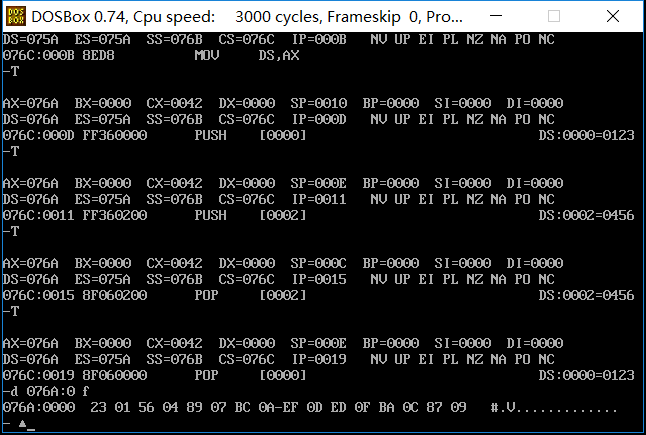 DOSBox 0.74, Cpu speed: 3000 cycles, Frameskip 0, Pro...
DS=075A ES=075A SS=076B CS=076C IP=000B NV UP EI PL NZ NA PO NC
076C:000B 8ED8 MOV DS,AX
-T
AX=076A BX=0000 CX=0042 DX=0000 SP=0010 BP=0000 SI=0000 DI=0000
DS=076A ES=075A SS=076B CS=076C IP=000D NV UP EI PL NZ NA PO NC
076C:000D FF360000 PUSH [0000] DS:0000=0123
-T
AX=076A BX=0000 CX=0042 DX=0000 SP=000E BP=0000 SI=0000 DI=0000
DS=076A ES=075A SS=076B CS=076C IP=0011 NV UP EI PL NZ NA PO NC
076C:0011 FF360200 PUSH [0002] DS:0002=0456
-T
AX=076A BX=0000 CX=0042 DX=0000 SP=000C BP=0000 SI=0000 DI=0000
DS=076A ES=075A SS=076B CS=076C IP=0015 NV UP EI PL NZ NA PO NC
076C:0015 8F060200 POP [0002] DS:0002=0456
-T
AX=076A BX=0000 CX=0042 DX=0000 SP=000E BP=0000 SI=0000 DI=0000
DS=076A ES=075A SS=076B CS=076C IP=0019 NV UP EI PL NZ NA PO NC
076C:0019 8F060000 POP [0000] DS:0000=0123
-d 076A:0 f
076A:0000 23 01 56 04 89 07 BC 0A-EF 0D ED 0F BA 0C 87 09 #.V.............
- ▲_